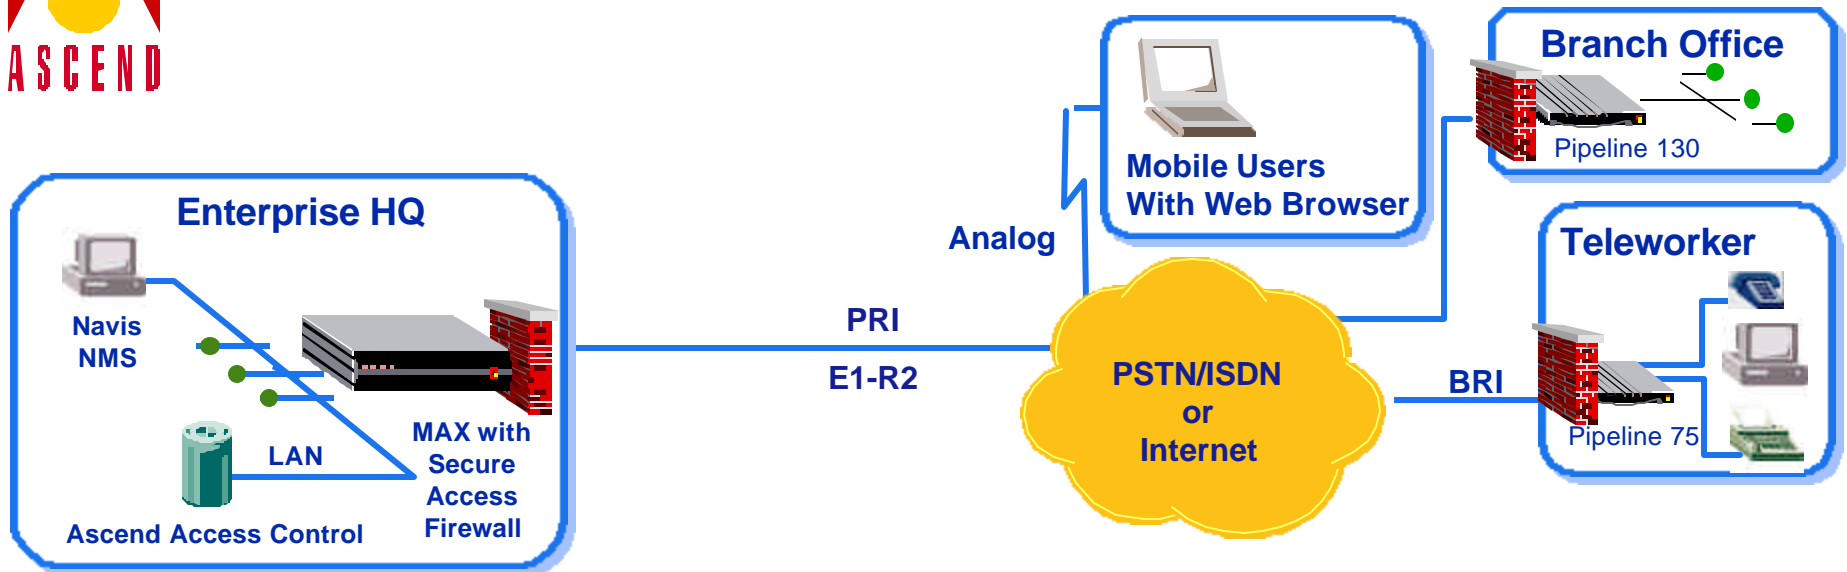 ASCEND
Enterprise HQ
Navis
NMS
LAN
MAX with
Secure
Access
Firewall
Ascend Access Control
PRI
E1-R2
Analog
Mobile Users
With Web Browser
PSTN/ISDN
or
Internet
Branch Office
Pipeline 130
BRI
Teleworker
Pipeline 75